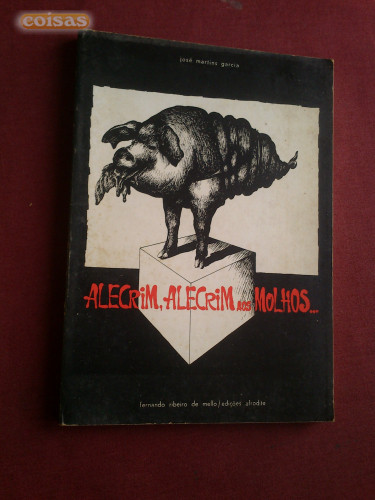 coisas
josé martins garcia
ALECRIM, ALECRIM AOS MOLHOS...
fernando ribeiro de mello/edições afrodite